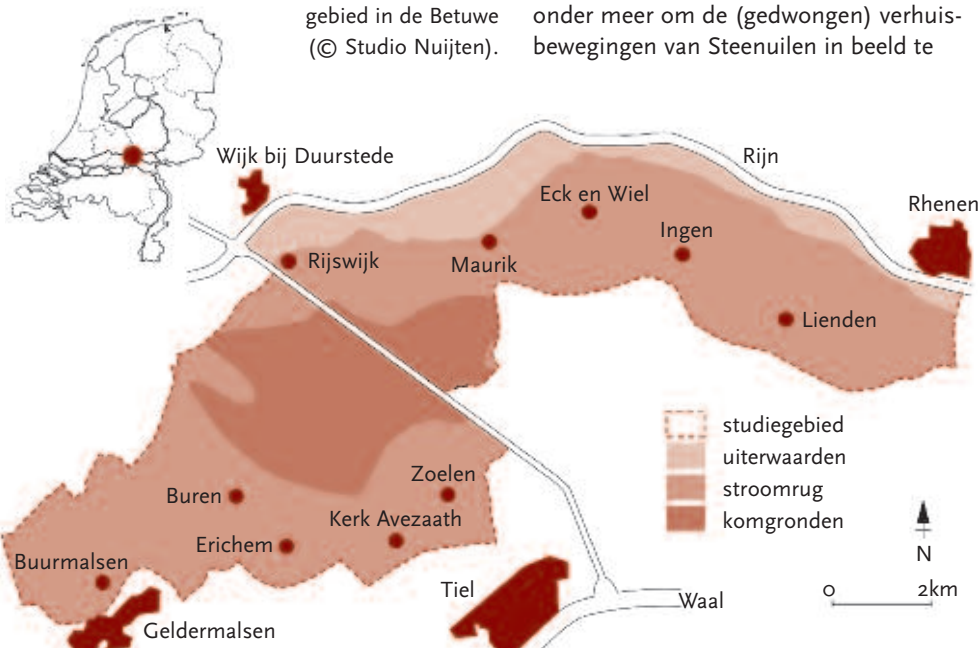 gebied in de Betuwe
(© Studio Nuijten).
onder meer om de (gedwongen) verhuis-
bewegingen van Steenuilen in beeld te
Wijk bij Duurstede
Rijn
Eck en Wiel
Rhenen
Ingen
Rijswijk
Maurik
Lienden
studiegebied
uiterwaarden
stroomrug
komgronden
Zoelen
Buren
Kerk Avezaath
Erichem
N
Buurmalsen
Tiel
Waal
0 2km
Geldermalsen